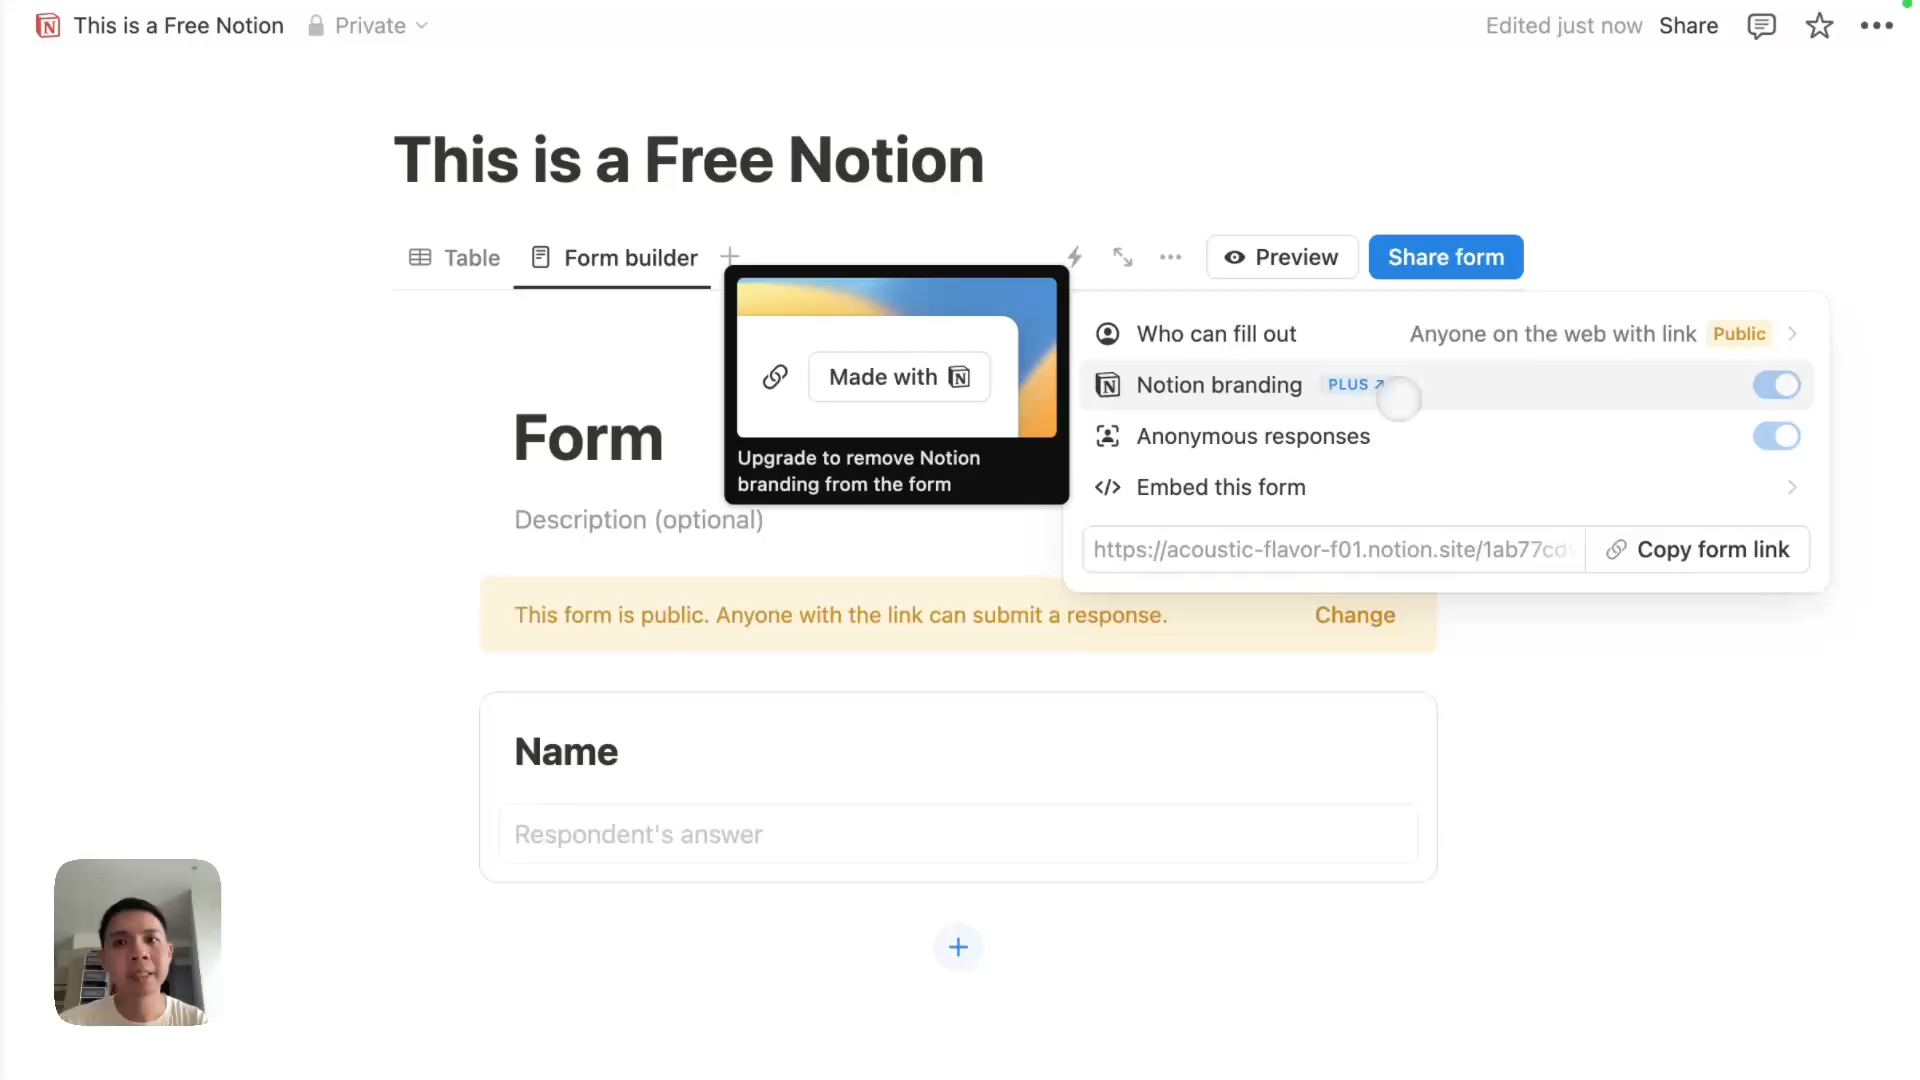 This is a Free Notion Private Edited just now Share
This is a Free Notion
Table Form builder Preview Share form
Who can fill out Anyone on the web with link Public
Made with
Notion branding PLUS ↗
Anonymous responses
Upgrade to remove Notion
branding from the form
Embed this form
Form
Description (optional)
https://acoustic-flavor-f01.notion.site/1ab77cd Copy form link
This form is public. Anyone with the link can submit a response. Change
Name
Respondent's answer